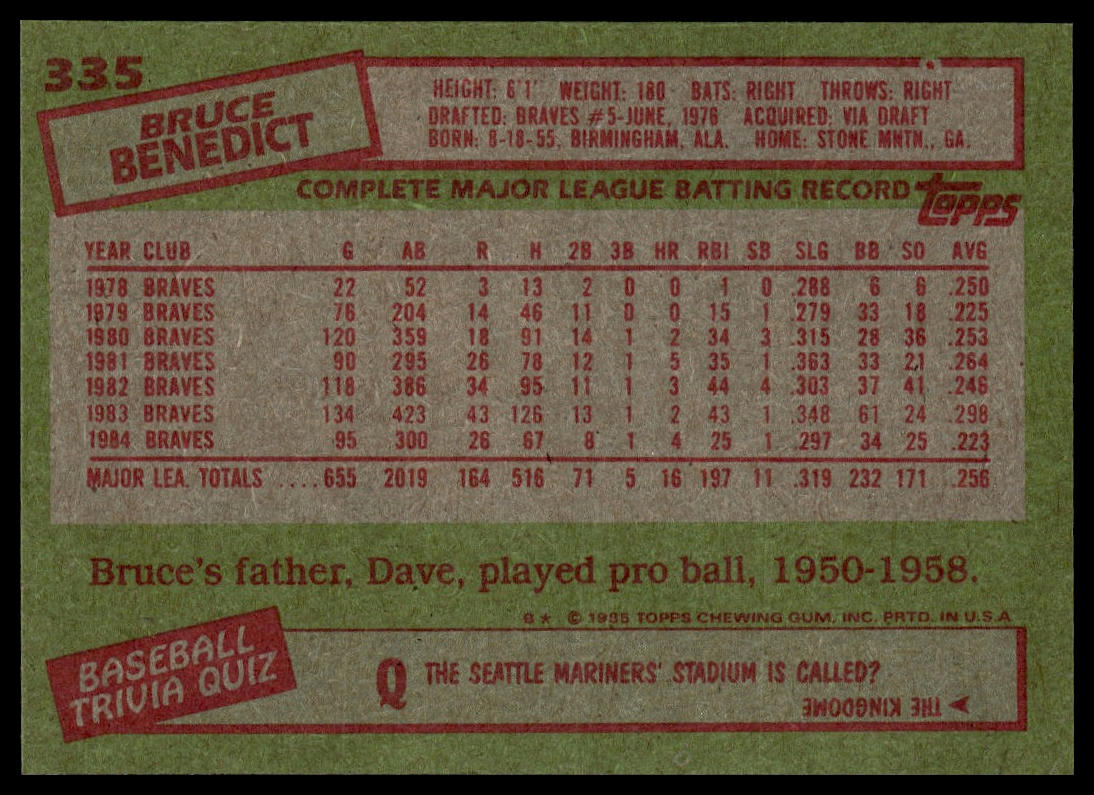 335
BRUCE
BENEDICT
HEIGHT: 6'1" WEIGHT: 180 BATS: RIGHT THROWS: RIGHT
DRAFTED: BRAVES #5-JUNE, 1976 ACQUIRED: VIA DRAFT
BORN: 8-18-55, BIRMINGHAM, ALA. HOME: STONE MNTN., GA.
COMPLETE MAJOR LEAGUE BATTING RECORD topps
YEAR CLUB G AB R H 2B 3B HR RBI SB SLG BB SO AVG
1978 BRAVES 22 52 3 13 2 0 0 1 0 .288 6 6 .250
1979 BRAVES 76 204 14 46 11 0 0 15 1 .279 33 18 .225
1980 BRAVES 120 359 18 91 14 1 2 34 3 .315 28 36 .253
1981 BRAVES 90 295 26 78 12 1 5 35 1 .363 33 21 .264
1982 BRAVES 118 386 34 95 11 1 3 44 4 .303 37 41 .246
1983 BRAVES 134 423 43 126 13 1 2 43 1 .348 61 24 .298
1984 BRAVES 95 300 26 67 8 1 4 25 1 .297 34 25 .223
MAJOR LEA. TOTALS ....655 2019 164 516 71 5 16 197 11 .319 232 171 .256
Bruce's father, Dave, played pro ball, 1950-1958.
8★ © 1985 TOPPS CHEWING GUM, INC. PRTD. IN U.S.A
BASEBALL
TRIVIA QUIZ
Q THE SEATTLE MARINERS' STADIUM IS CALLED?
➤ THE KINGDOME